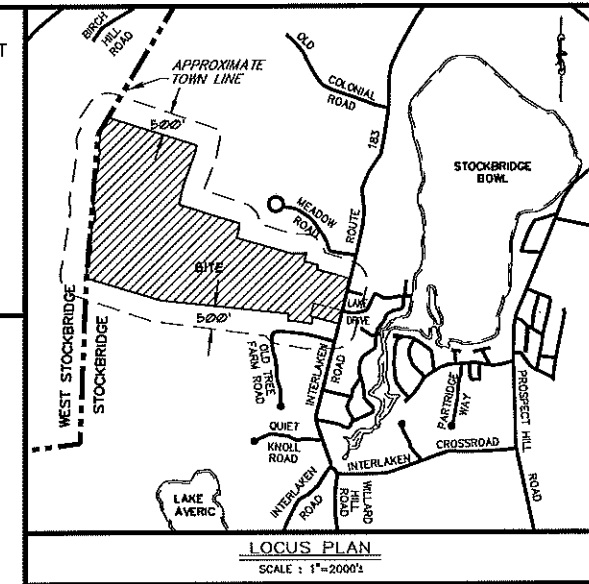 T
BIRCH
HILL
ROAD
APPROXIMATE
TOWN LINE
OLD
COLONIAL
ROAD
183
500'
STOCKBRIDGE
BOWL
MEADOW
ROAD
ROUTE
SITE
LAKE
DRIVE
500'
WEST STOCKBRIDGE
STOCKBRIDGE
OLD TREE
FARM ROAD
INTERLAKEN
ROAD
PARTRIDGE
WAY
PROSPECT HILL
ROAD
QUIET
KNOLL
ROAD
INTERLAKEN
CROSSROAD
INTERLAKEN
ROAD
WILLARD
HILL
ROAD
LAKE
AVERIC
LOCUS PLAN
SCALE : 1"=2000'±